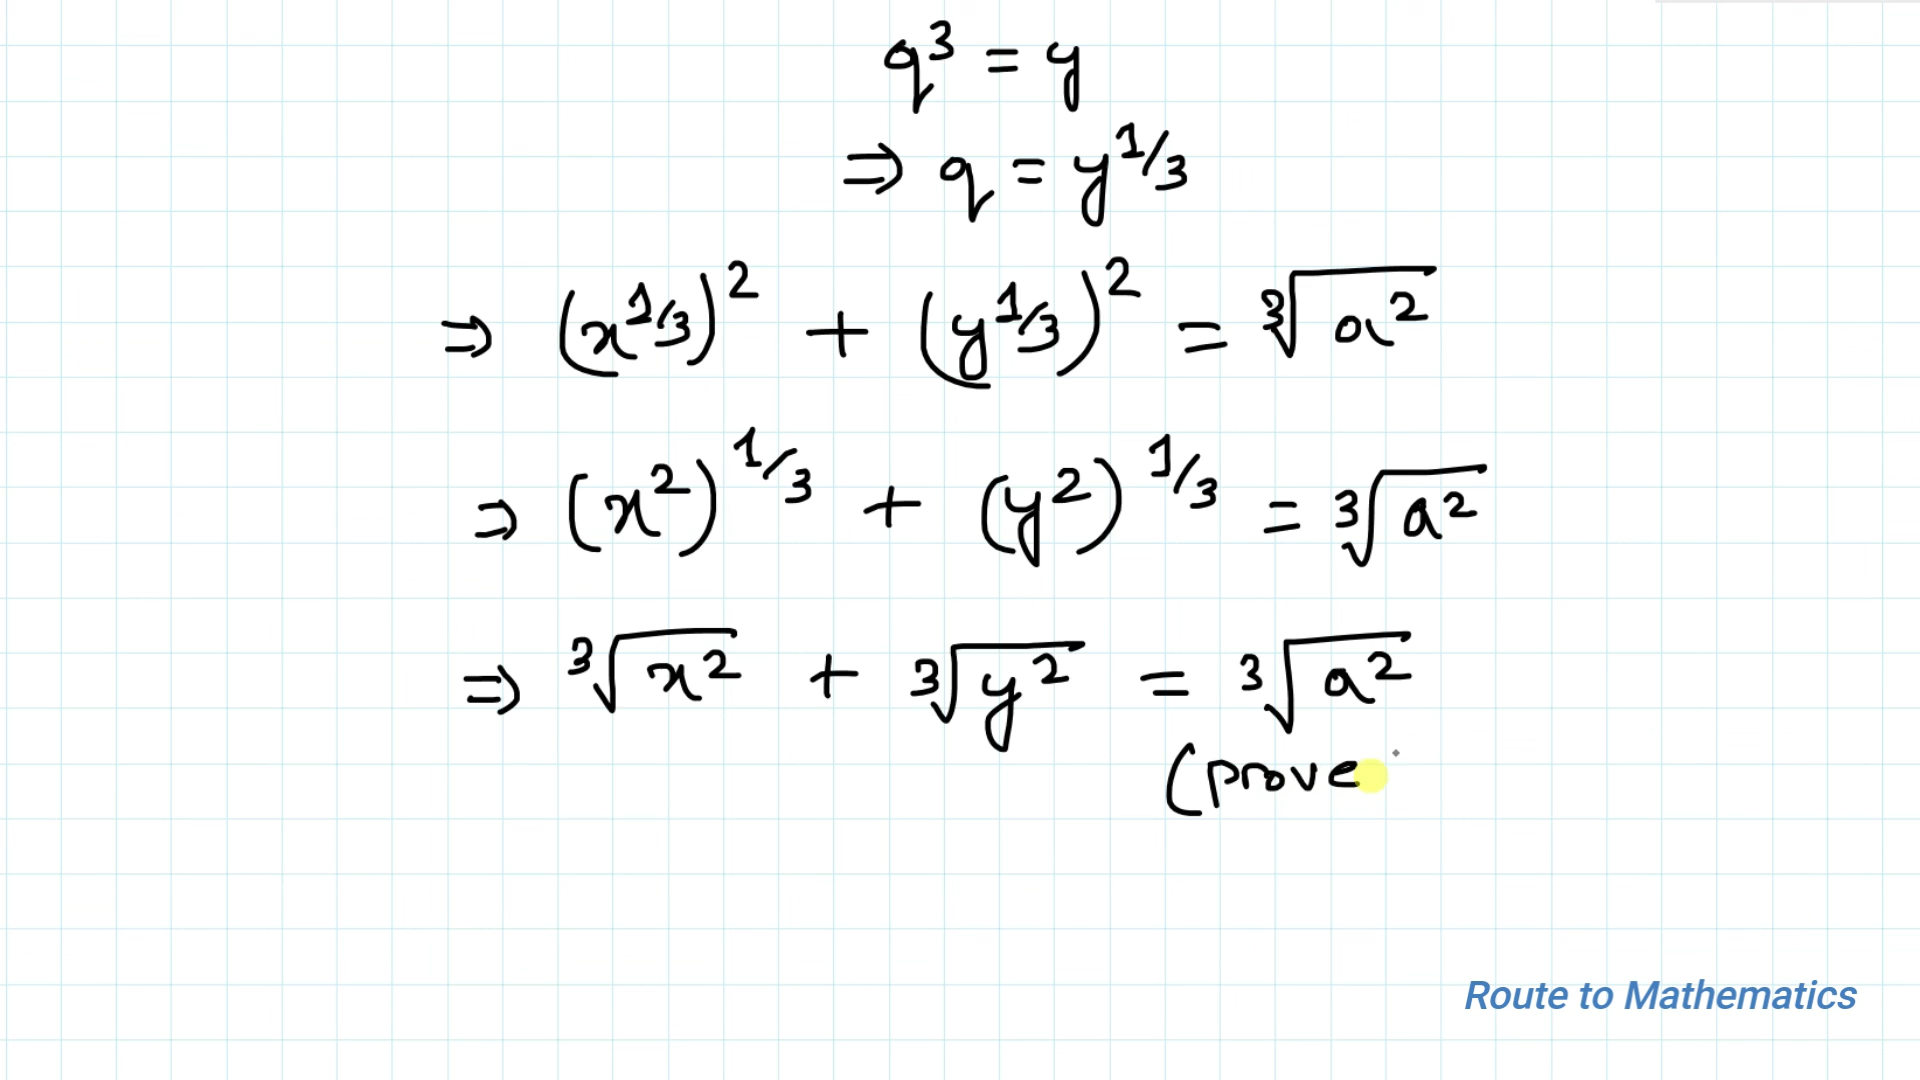 q³ = y
⇒ q = y^1/3
⇒ (x^1/3)² + (y^1/3)² = ∛a²
⇒ (x²)^1/3 + (y²)^1/3 = ∛a²
⇒ ∛x² + ∛y² = ∛a²
(prove
Route to Mathematics